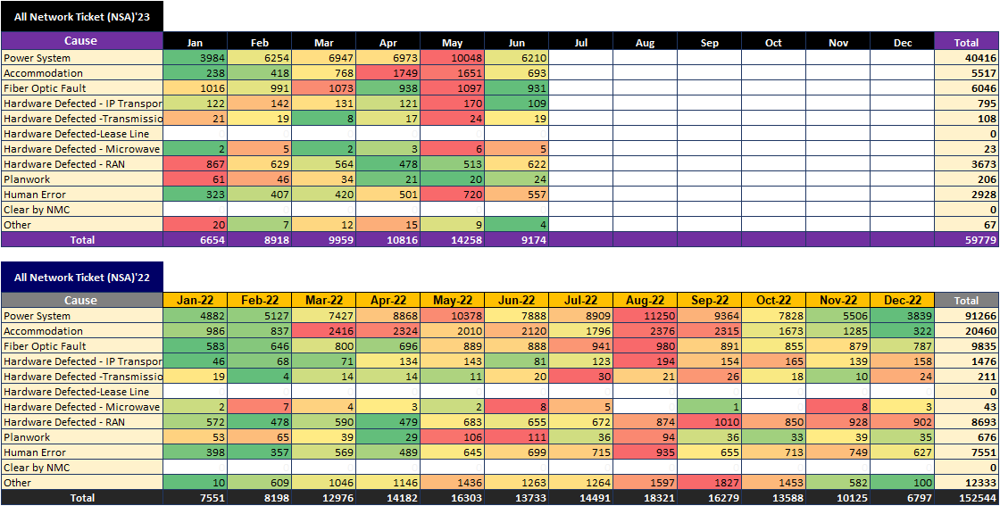 All Network Ticket (NSA)'23
Cause Jan Feb Mar Apr May Jun Jul Aug Sep Oct Nov Dec Total
Power System 3984 6254 6947 6973 10048 6210 40416
Accommodation 238 418 768 1749 1651 693 5517
Fiber Optic Fault 1016 991 1073 938 1097 931 6046
Hardware Defected - IP Transpor 122 142 131 121 170 109 795
Hardware Defected -Transmissio 21 19 8 17 24 19 108
Hardware Defected-Lease Line 0
Hardware Defected - Microwave 2 5 2 3 6 5 23
Hardware Defected - RAN 867 629 564 478 513 622 3673
Planwork 61 46 34 21 20 24 206
Human Error 323 407 420 501 720 557 2928
Clear by NMC 0
Other 20 7 12 15 9 4 67
Total 6654 8918 9959 10816 14258 9174 59779
All Network Ticket (NSA)'22
Cause Jan-22 Feb-22 Mar-22 Apr-22 May-22 Jun-22 Jul-22 Aug-22 Sep-22 Oct-22 Nov-22 Dec-22 Total
Power System 4882 5127 7427 8868 10378 7888 8909 11250 9364 7828 5506 3839 91266
Accommodation 986 837 2416 2324 2010 2120 1796 2376 2315 1673 1285 322 20460
Fiber Optic Fault 583 646 800 696 889 888 941 980 891 855 879 787 9835
Hardware Defected - IP Transpor 46 68 71 134 143 81 123 194 154 165 139 158 1476
Hardware Defected -Transmissio 19 4 14 14 11 20 30 21 26 18 10 24 211
Hardware Defected-Lease Line 0
Hardware Defected - Microwave 2 7 4 3 2 8 5 1 8 3 43
Hardware Defected - RAN 572 478 590 479 683 655 672 874 1010 850 928 902 8693
Planwork 53 65 39 29 106 111 36 94 36 33 39 35 676
Human Error 398 357 569 489 645 699 715 935 655 713 749 627 7551
Clear by NMC 0
Other 10 609 1046 1146 1436 1263 1264 1597 1827 1453 582 100 12333
Total 7551 8198 12976 14182 16303 13733 14491 18321 16279 13588 10125 6797 152544